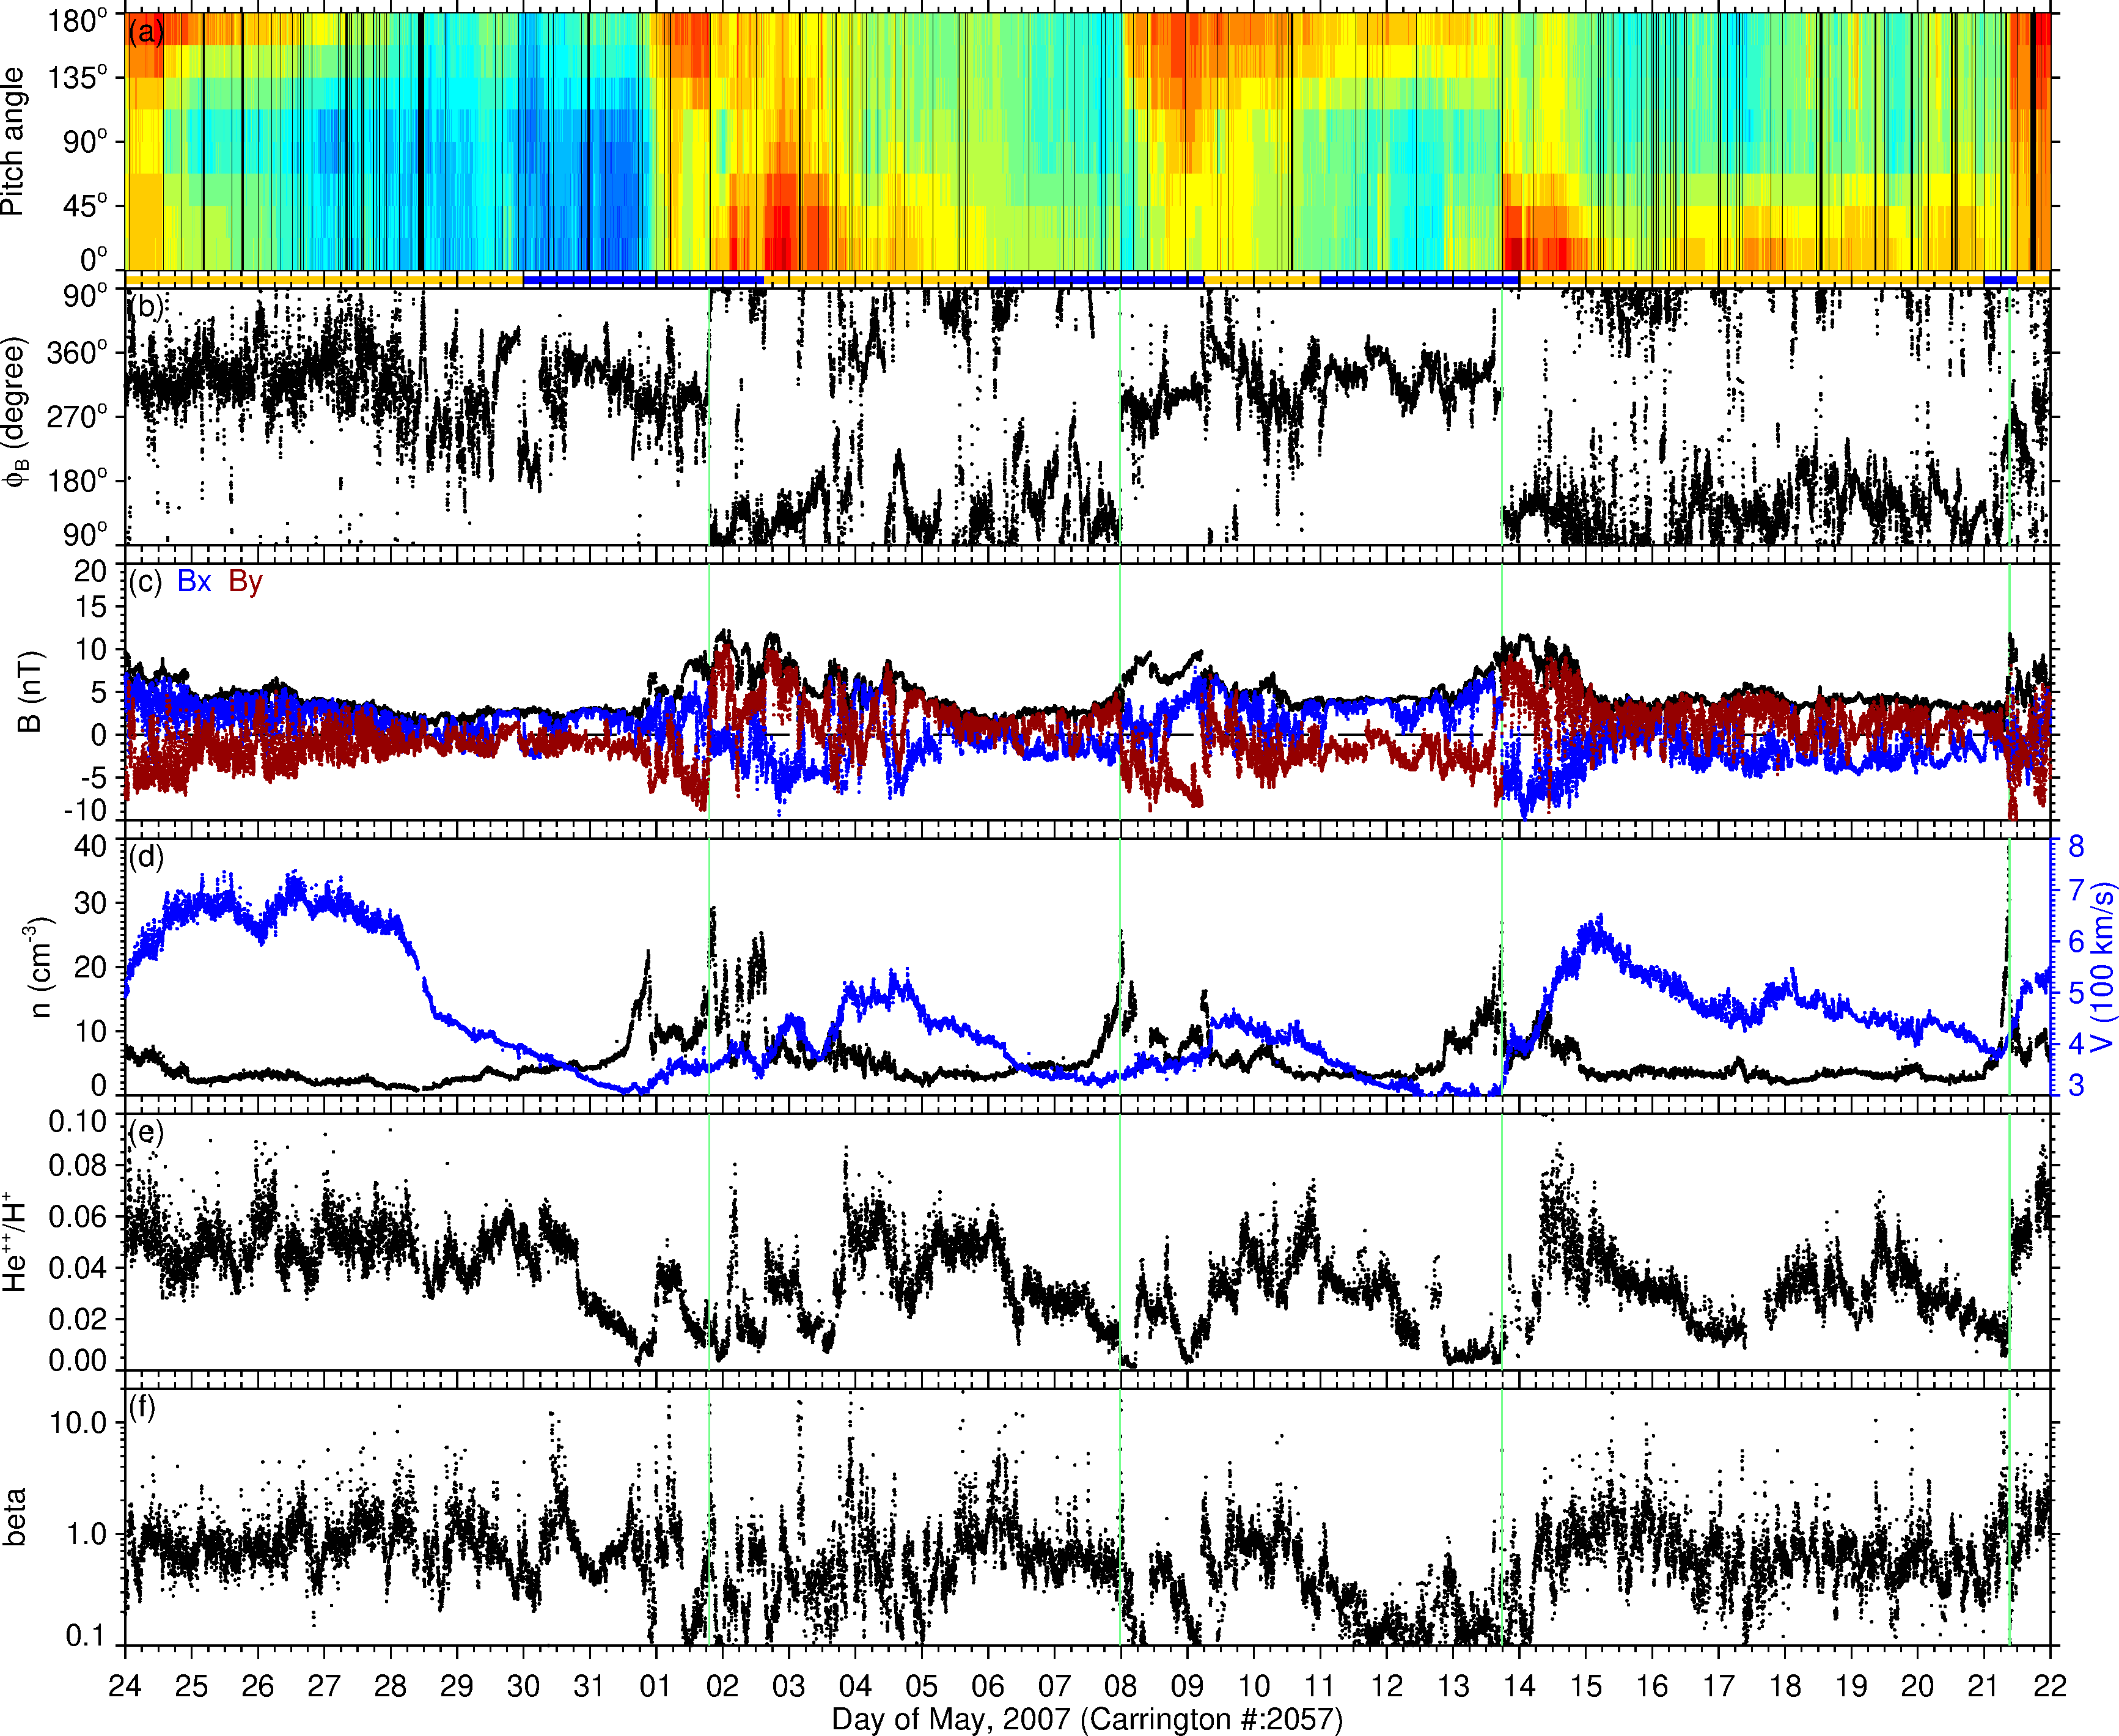 (a)
180°
135°
90°
45°
0°
Pitch angle
(b)
90°
360°
270°
180°
90°
ϕB (degree)
(c) Bx By
20
15
10
5
0
-5
-10
B (nT)
(d)
40
30
20
10
0
n (cm-3)
8
7
6
5
4
3
V (100 km/s)
(e)
0.10
0.08
0.06
0.04
0.02
0.00
He++/H+
(f)
10.0
1.0
0.1
beta
24 25 26 27 28 29 30 31 01 02 03 04 05 06 07 08 09 10 11 12 13 14 15 16 17 18 19 20 21 22
Day of May, 2007 (Carrington #:2057)